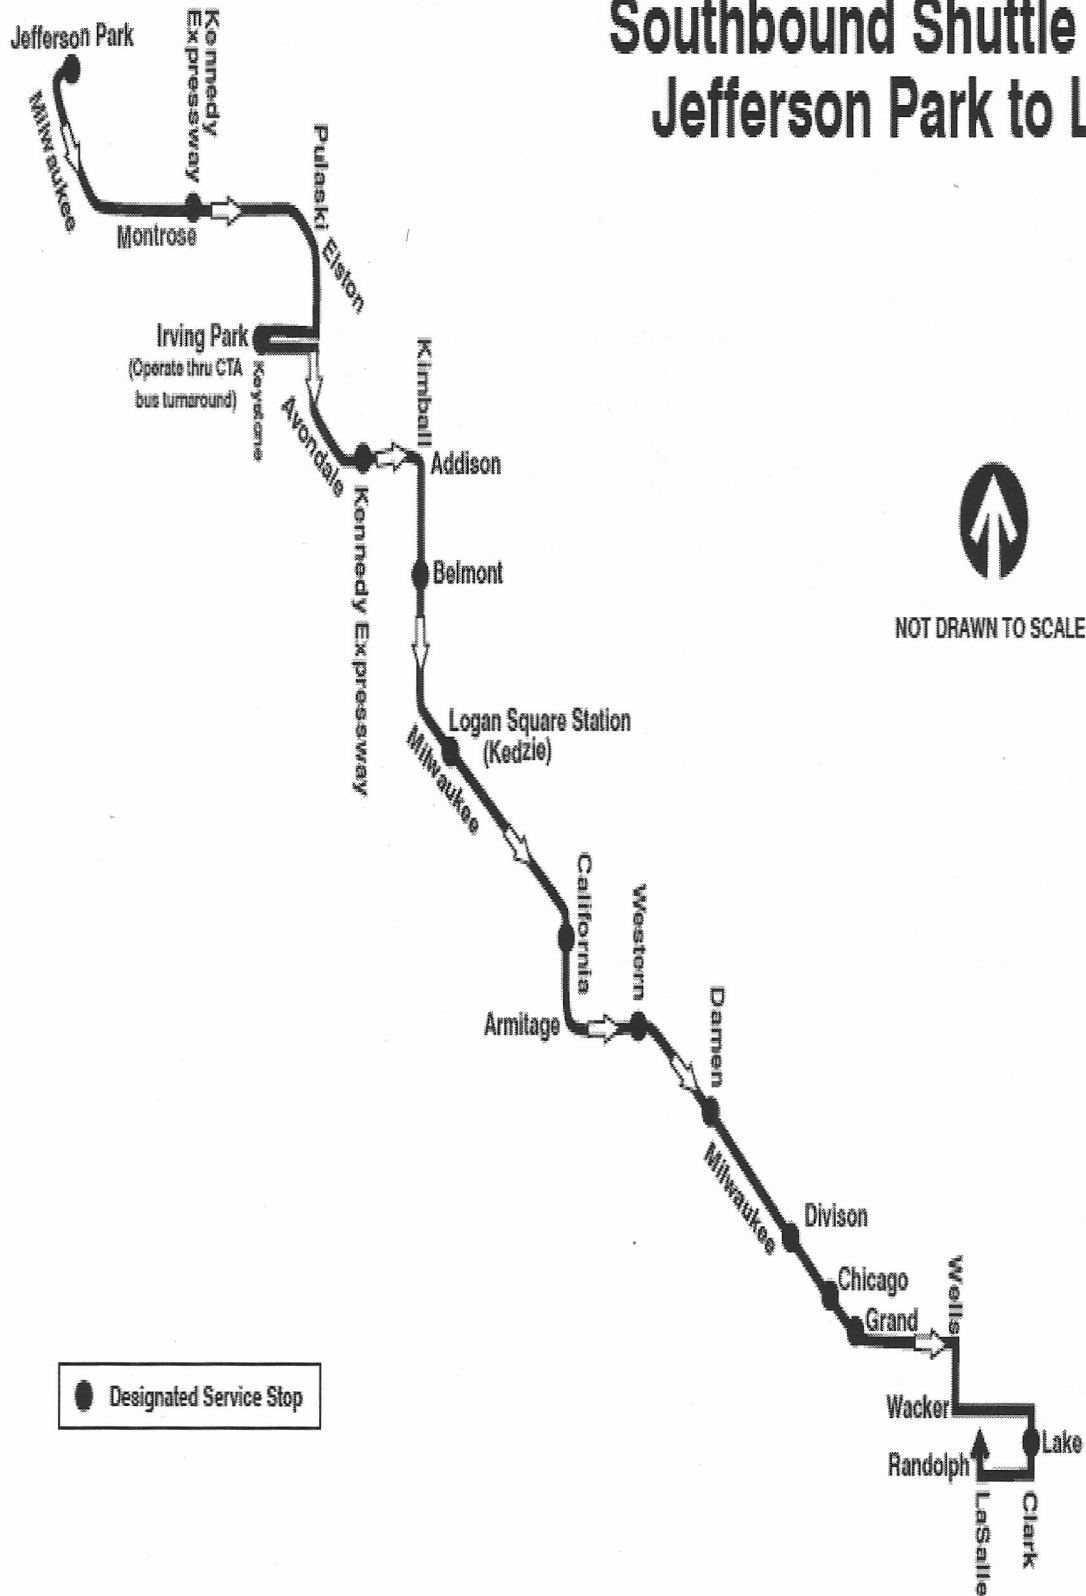 Southbound Shuttle
Jefferson Park to L
Jefferson Park
Kennedy
Expressway
Milwaukee
Montrose
Pulaski
Elston
Irving Park
(Operate thru CTA
bus turnaround)
Keystone
Avondale
Kimball
Addison
Kennedy Expressway
Belmont
NOT DRAWN TO SCALE
Logan Square Station
(Kedzie)
Milwaukee
California
Western
Armitage
Damen
Milwaukee
Divison
Chicago
Grand
Wells
Designated Service Stop
Wacker
Lake
Randolph
LaSalle
Clark